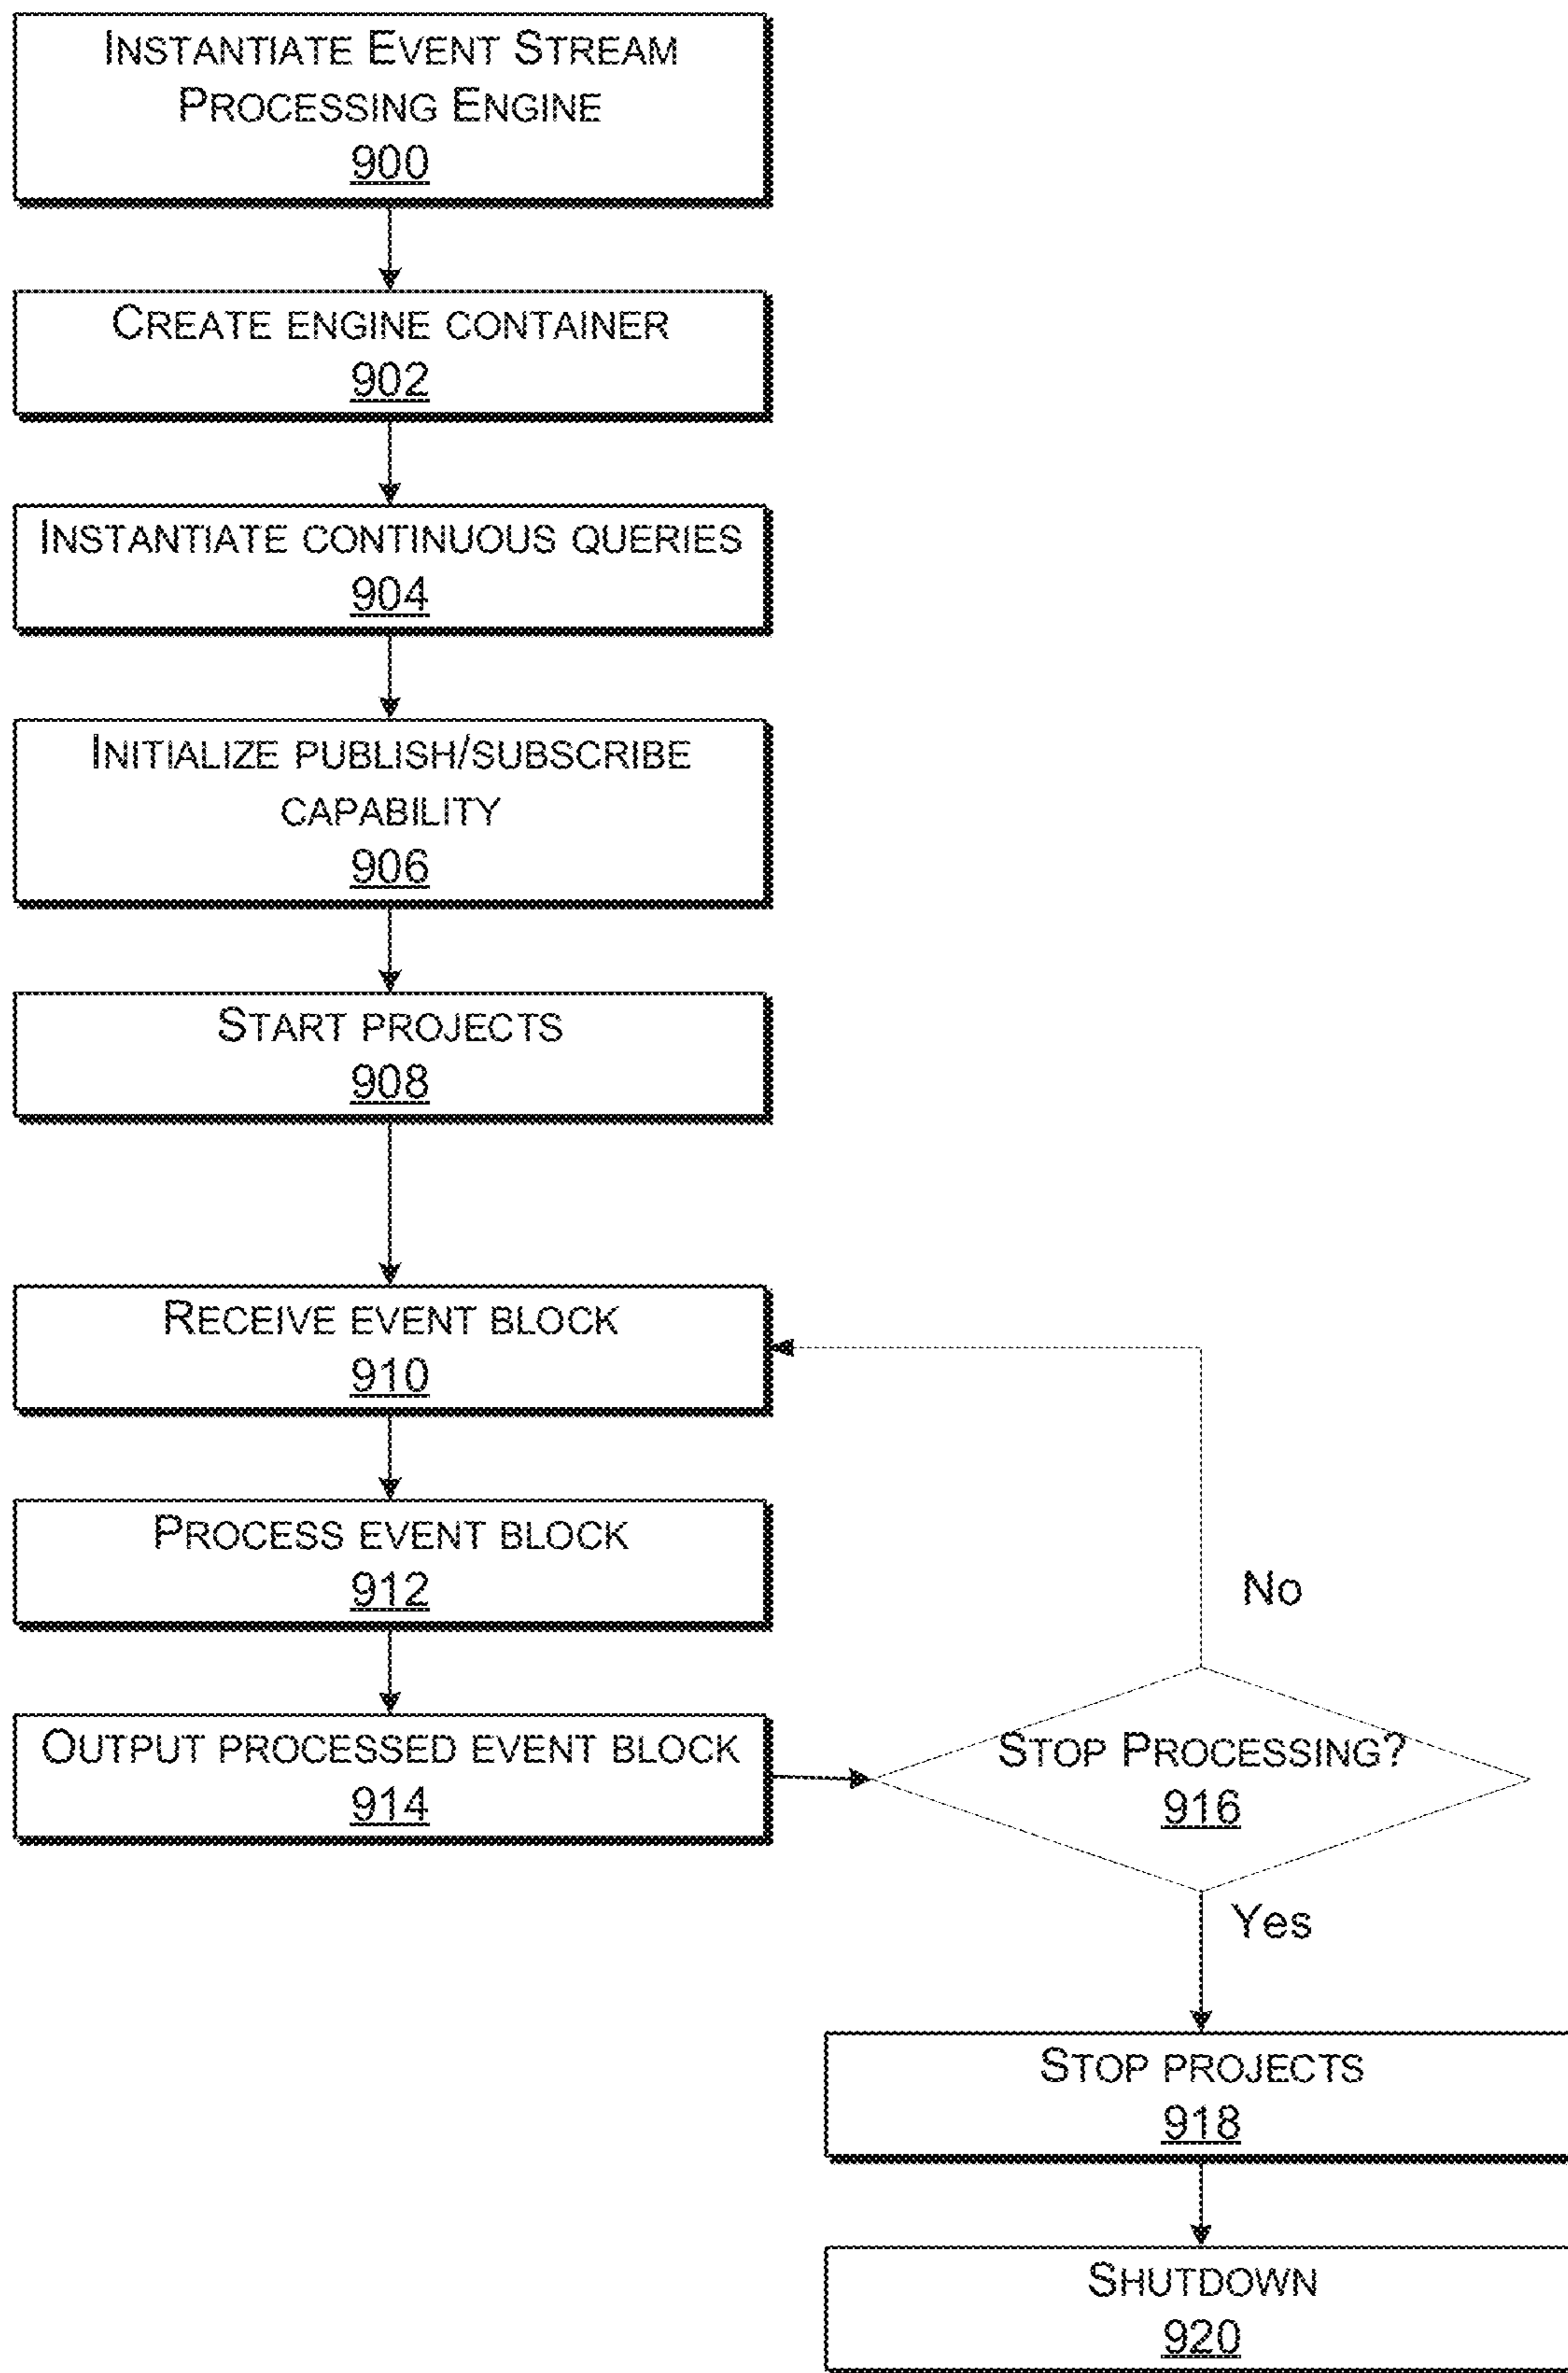 INSTANTIATE EVENT STREAM
PROCESSING ENGINE
900
CREATE ENGINE CONTAINER
902
INSTANTIATE CONTINUOUS QUERIES
904
INITIALIZE PUBLISH/SUBSCRIBE
CAPABILITY
906
START PROJECTS
908
RECEIVE EVENT BLOCK
910
PROCESS EVENT BLOCK
912
OUTPUT PROCESSED EVENT BLOCK
914
No
STOP PROCESSING?
916
Yes
STOP PROJECTS
918
SHUTDOWN
920